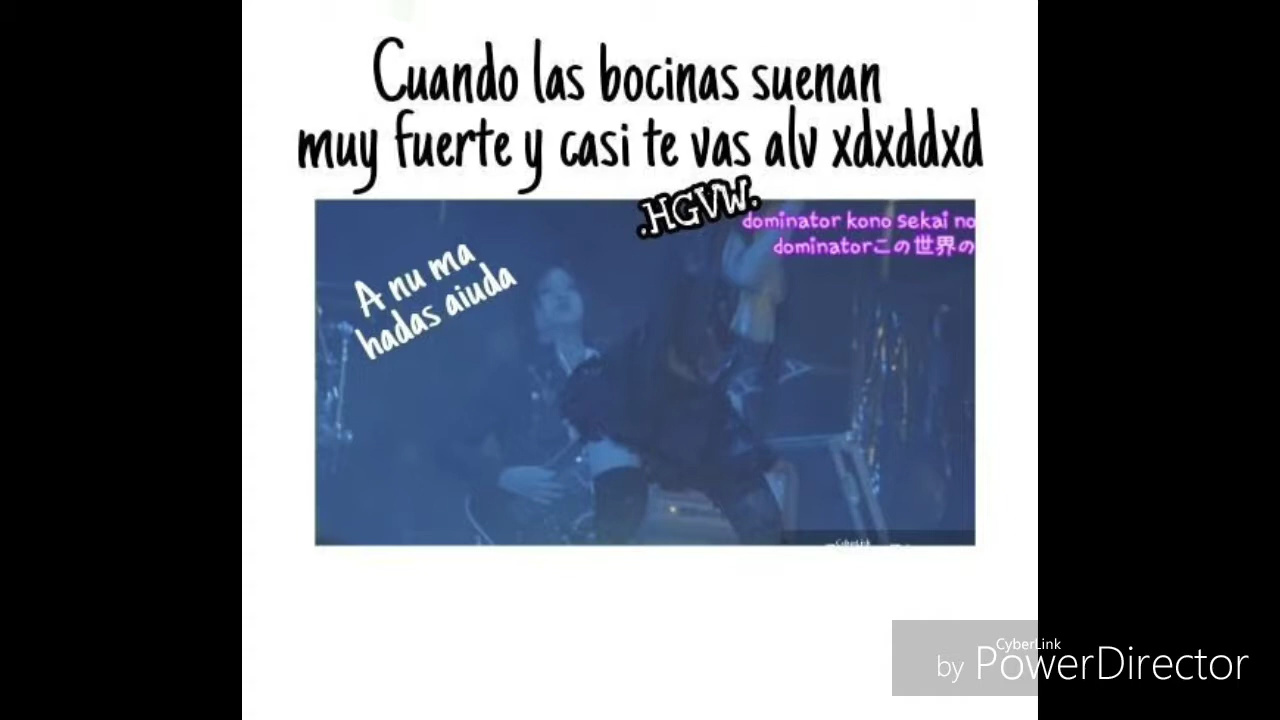 Cuando las bocinas suenan
muy fuerte y casi te vas alv xdxddxd
.HGVW.
dominator kono sekai no
dominatorこの世界の
A nu ma
hadas aiuda
CyberLink
CyberLink
by PowerDirector